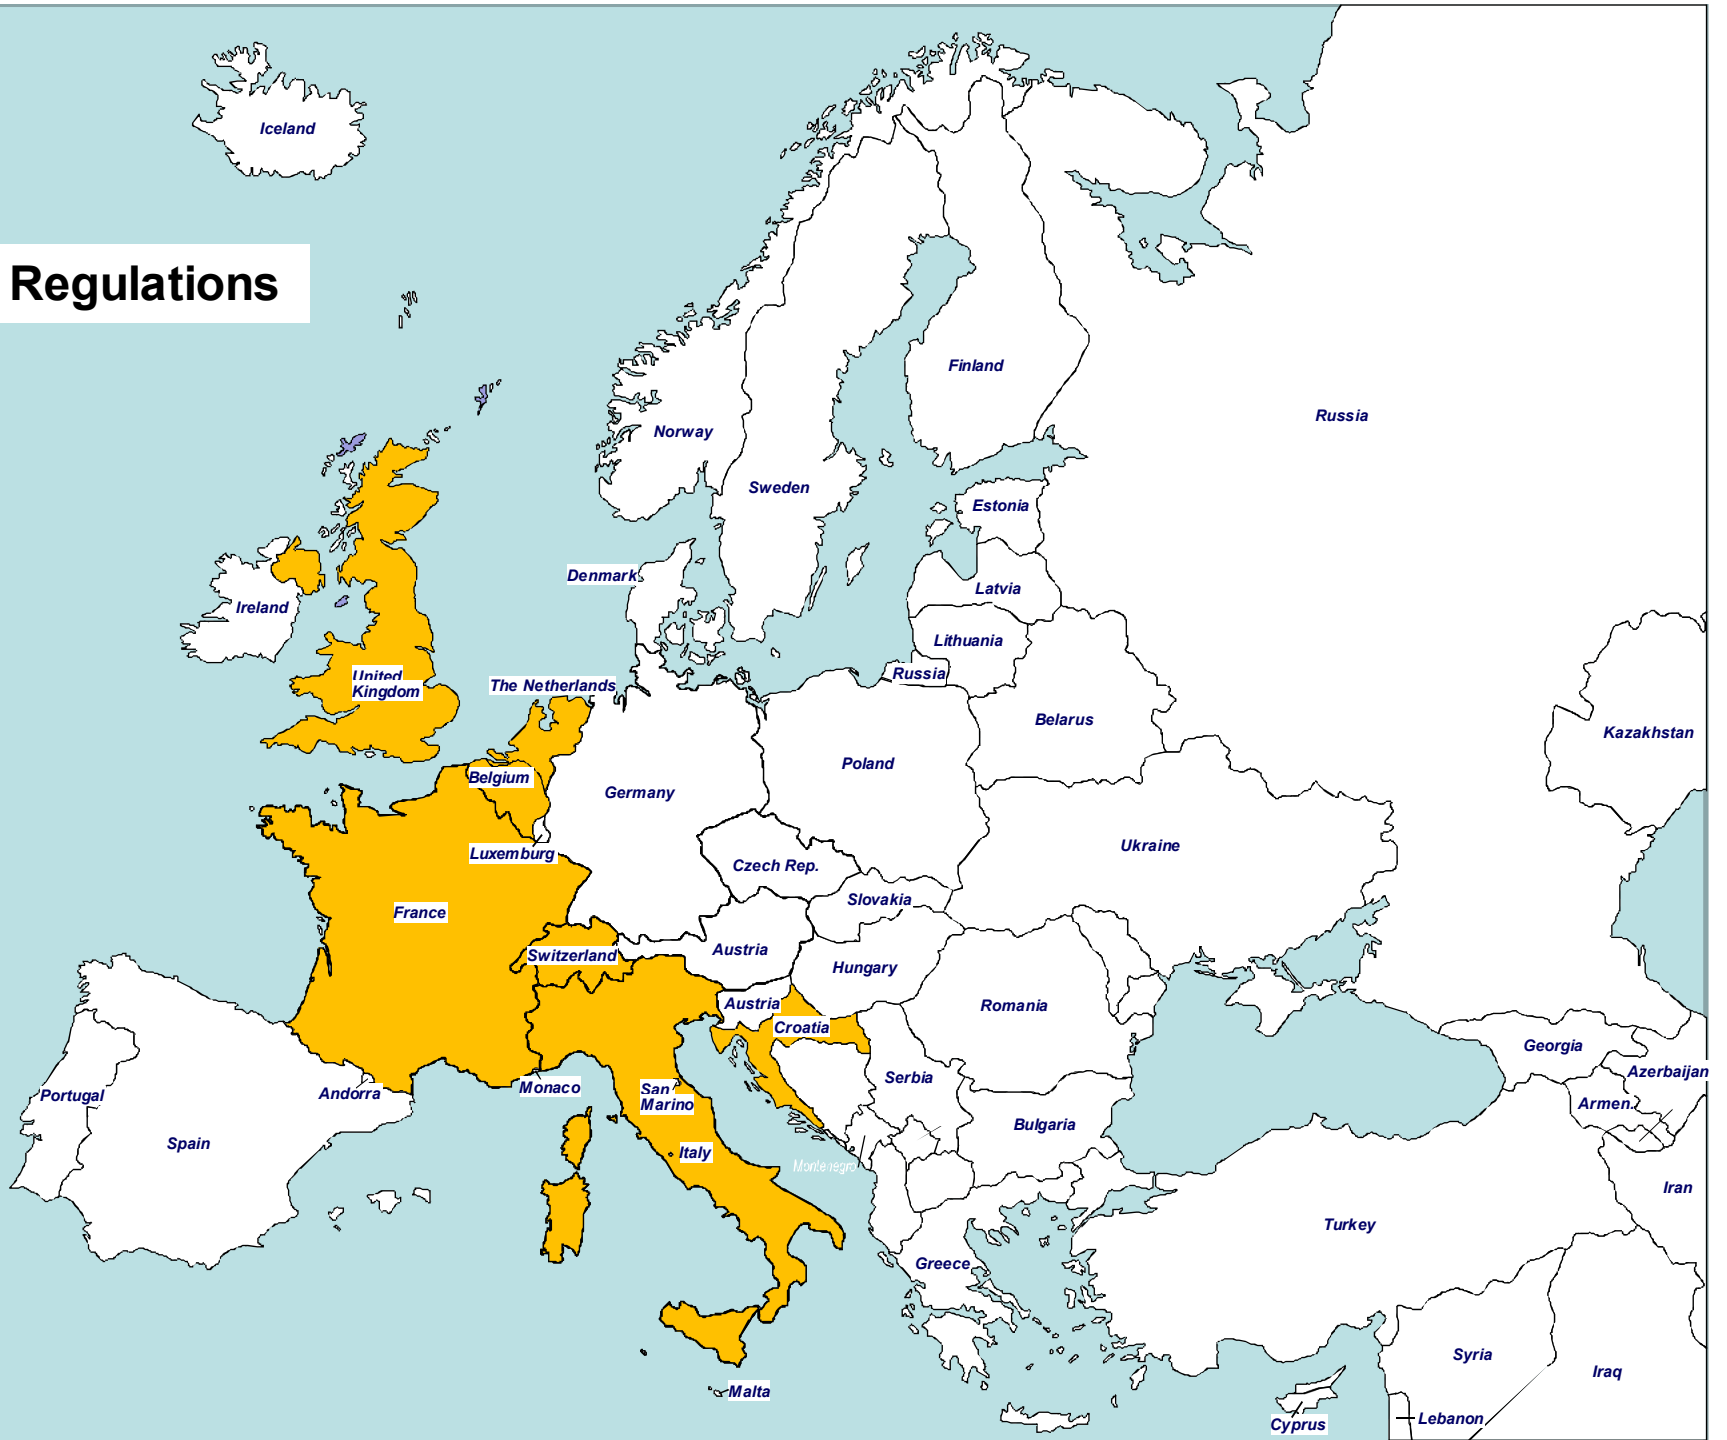 Iceland
Regulations
Finland
Russia
Norway
Sweden
Estonia
Denmark
Latvia
Ireland
Lithuania
Russia
United
Kingdom
The Netherlands
Belarus
Kazakhstan
Poland
Belgium
Germany
Ukraine
Luxemburg
Czech Rep.
Slovakia
France
Switzerland
Austria
Hungary
Austria
Romania
Croatia
Georgia
Azerbaijan
Serbia
Monaco
San
Marino
Andorra
Portugal
Armen.
Bulgaria
Spain
Italy
Montenegro
Iran
Turkey
Greece
Syria
Iraq
Malta
Cyprus
Lebanon